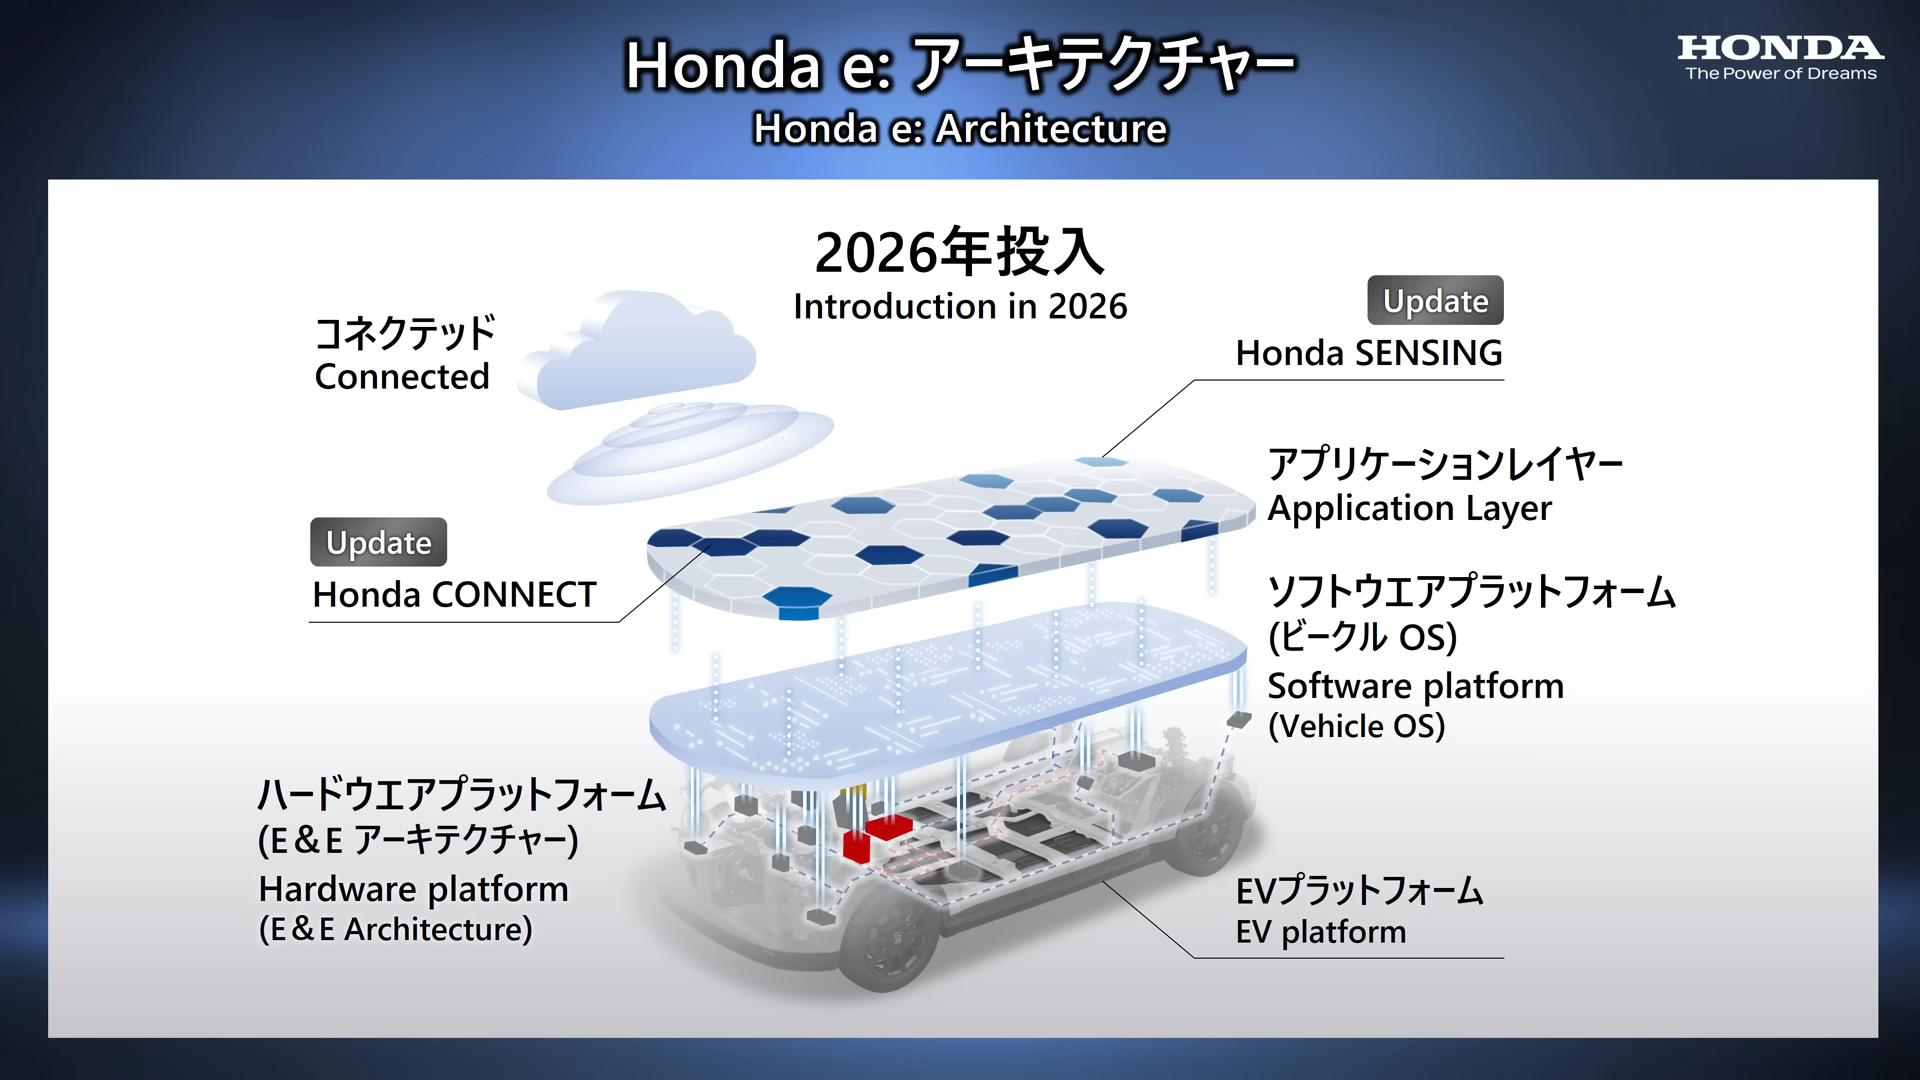 Honda e: アーキテクチャー
Honda e: Architecture
HONDA
The Power of Dreams
2026年投入
Introduction in 2026
コネクテッド
Connected
Update
Honda SENSING
アプリケーションレイヤー
Application Layer
Update
Honda CONNECT
ソフトウエアプラットフォーム
(ビークル OS)
Software platform
(Vehicle OS)
ハードウエアプラットフォーム
(E&E アーキテクチャー)
Hardware platform
(E&E Architecture)
EVプラットフォーム
EV platform